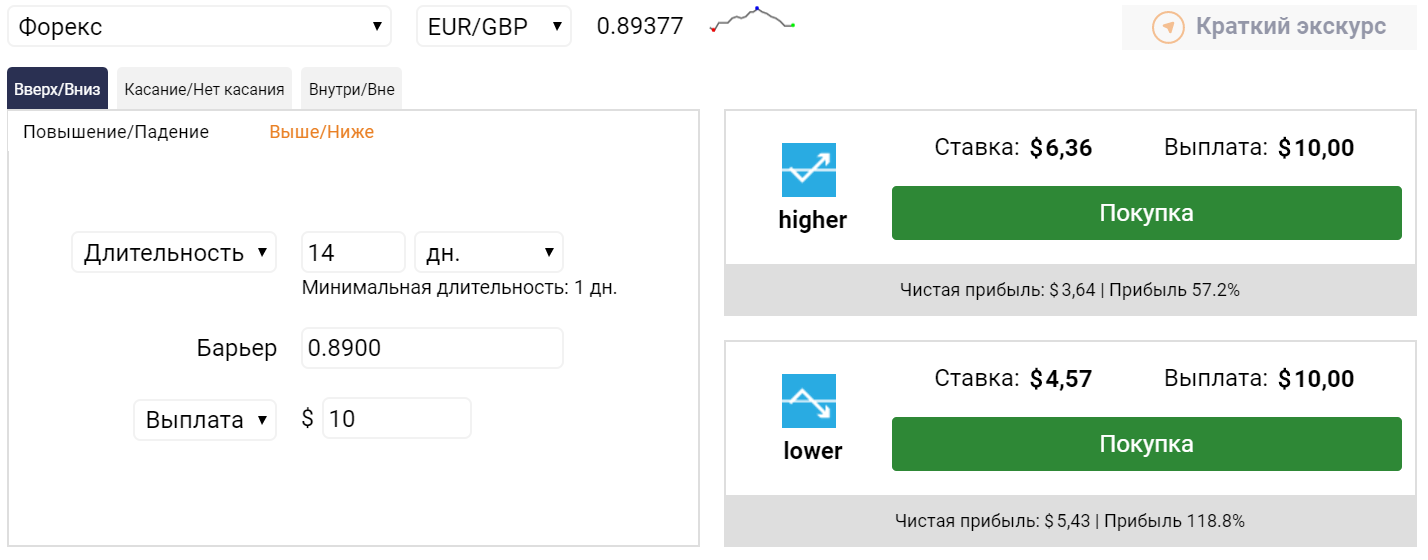 Форекс ▼ EUR/GBP ▼ 0.89377 Краткий экскурс
Вверх/Вниз Касание/Нет касания Внутри/Вне
Повышение/Падение Выше/Ниже
Длительность ▼ 14 дн. ▼
Минимальная длительность: 1 дн.
Барьер 0.8900
Выплата ▼ $ 10
Ставка: $6,36 Выплата: $10,00
higher
Покупка
Чистая прибыль: $3,64 | Прибыль 57.2%
Ставка: $4,57 Выплата: $10,00
lower
Покупка
Чистая прибыль: $5,43 | Прибыль 118.8%